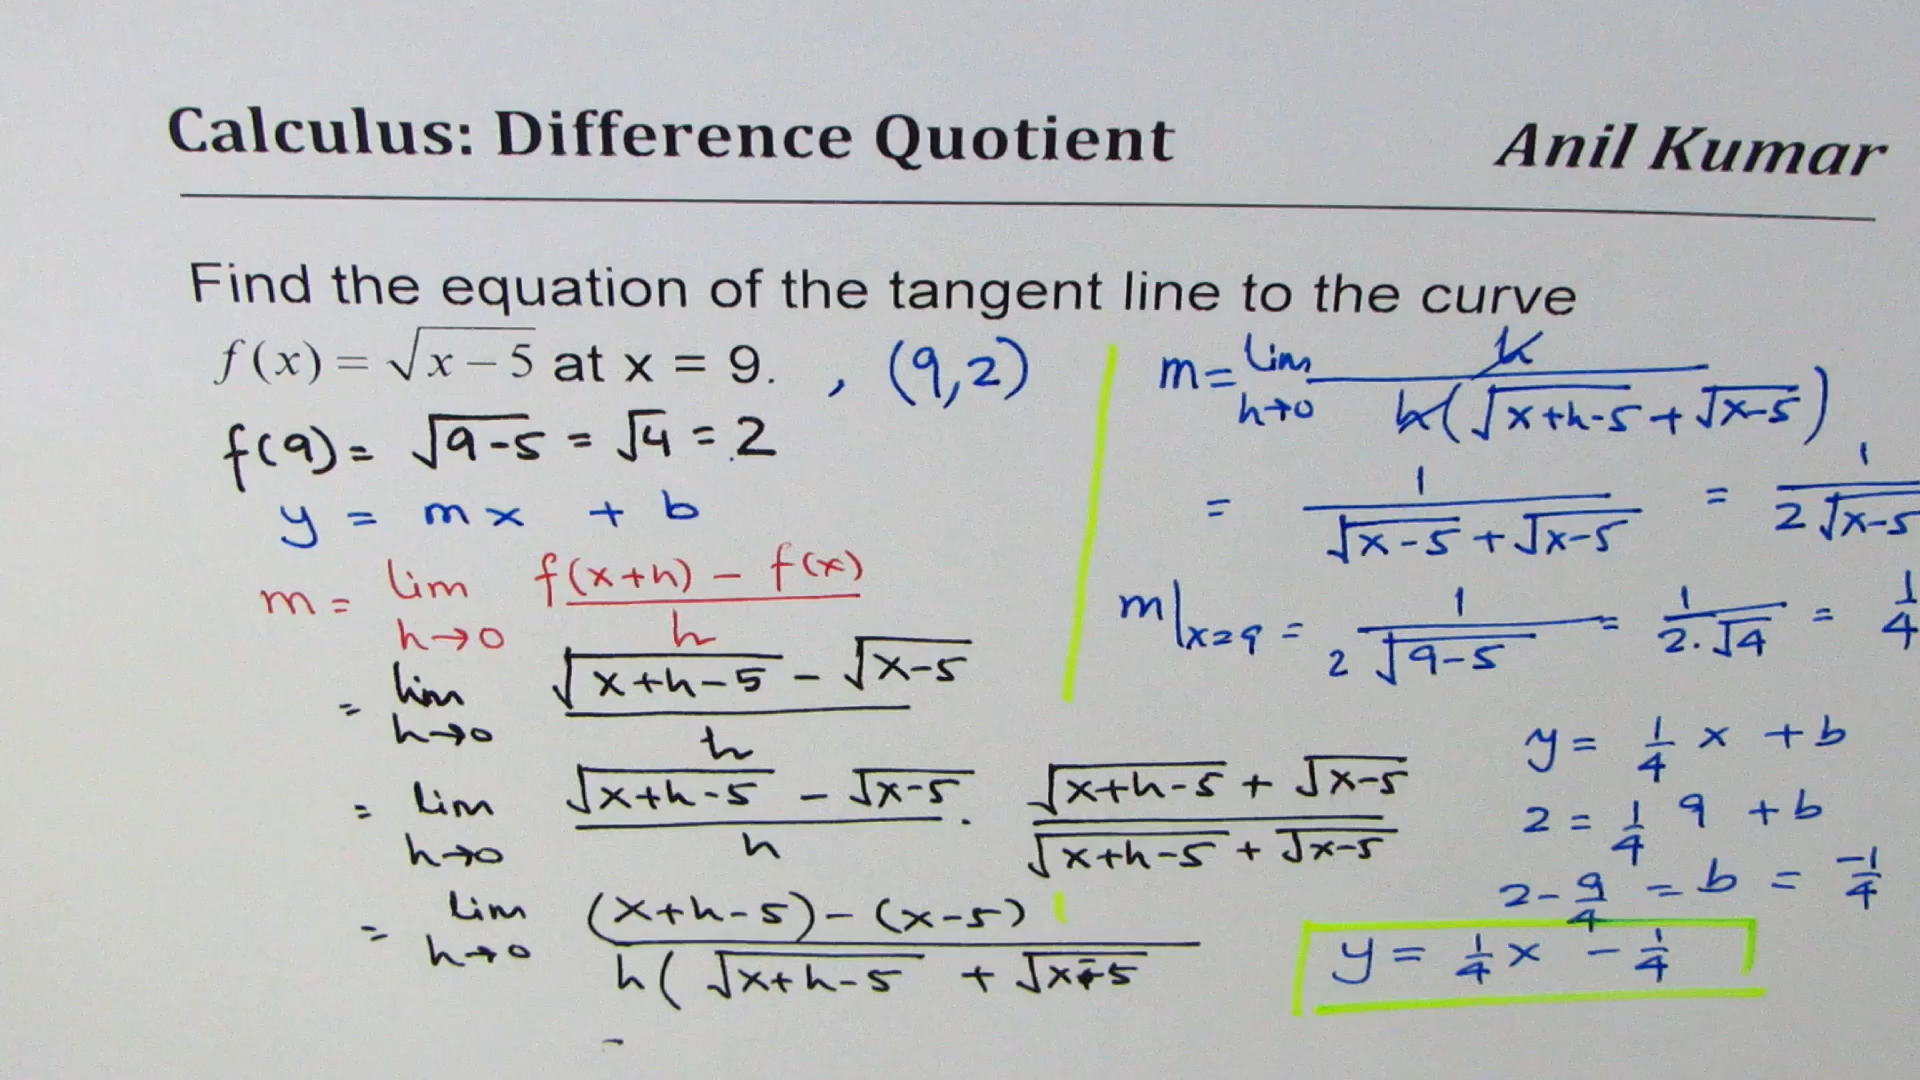 Calculus: Difference Quotient Anil Kumar
Find the equation of the tangent line to the curve
f(x) = √x – 5 at x = 9. , (9,2)
f(9) = √9-5 = √4 = 2
y = mx + b
m = lim h→0 f(x+h) – f(x) / h
= lim h→0 √x+h-5 – √x-5 / h
= lim h→0 √x+h-5 – √x-5 / h . √x+h-5 + √x-5 / √x+h-5 + √x-5
= lim h→0 (x+h-5) – (x-5) / h( √x+h-5 + √x-5
m = lim h→0 h / h(√x+h-5 + √x-5)
= 1 / √x-5 + √x-5 = 1 / 2√x-5
m|x=9 = 1 / 2√9-5 = 1 / 2.√4 = 1/4
y = 1/4 x + b
2 = 1/4 9 + b
2 - 9/4 = b = -1/4
y = 1/4 x - 1/4